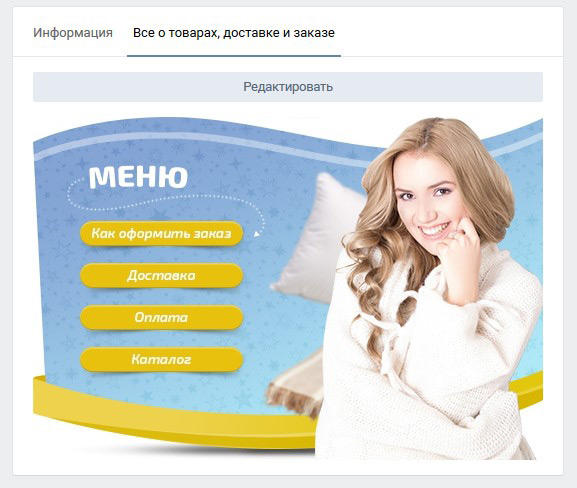 Информация
Все о товарах, доставке и заказе
Редактировать
МЕНЮ
Как оформить заказ
Доставка
Оплата
Каталог